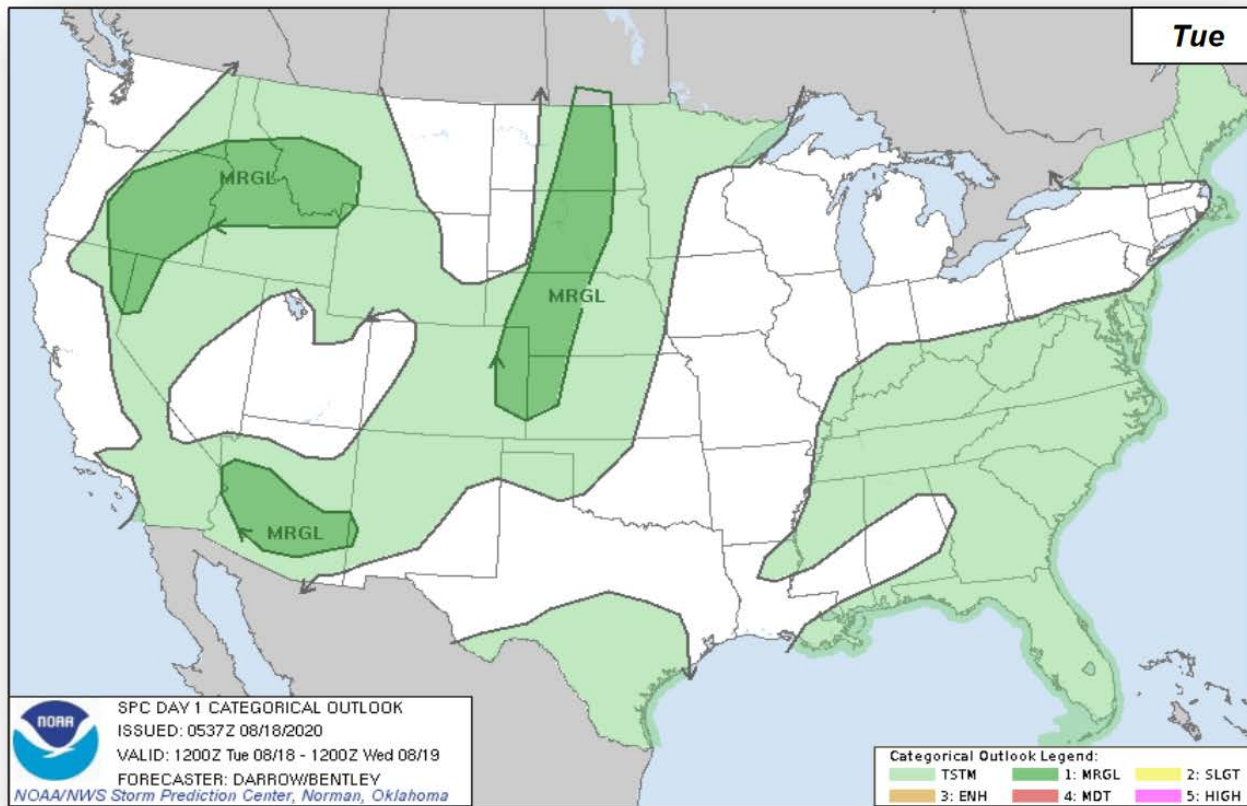 Tue
MRGL
MRGL
MRGL
NOAA
SPC DAY 1 CATEGORICAL OUTLOOK
ISSUED: 0537Z 08/18/2020
VALID: 1200Z Tue 08/18 - 1200Z Wed 08/19
FORECASTER: DARROW/BENTLEY
NOAA/NWS Storm Prediction Center, Norman, Oklahoma
Categorical Outlook Legend:
TSTM 1: MRGL 2: SLGT
3: ENH 4: MDT 5: HIGH